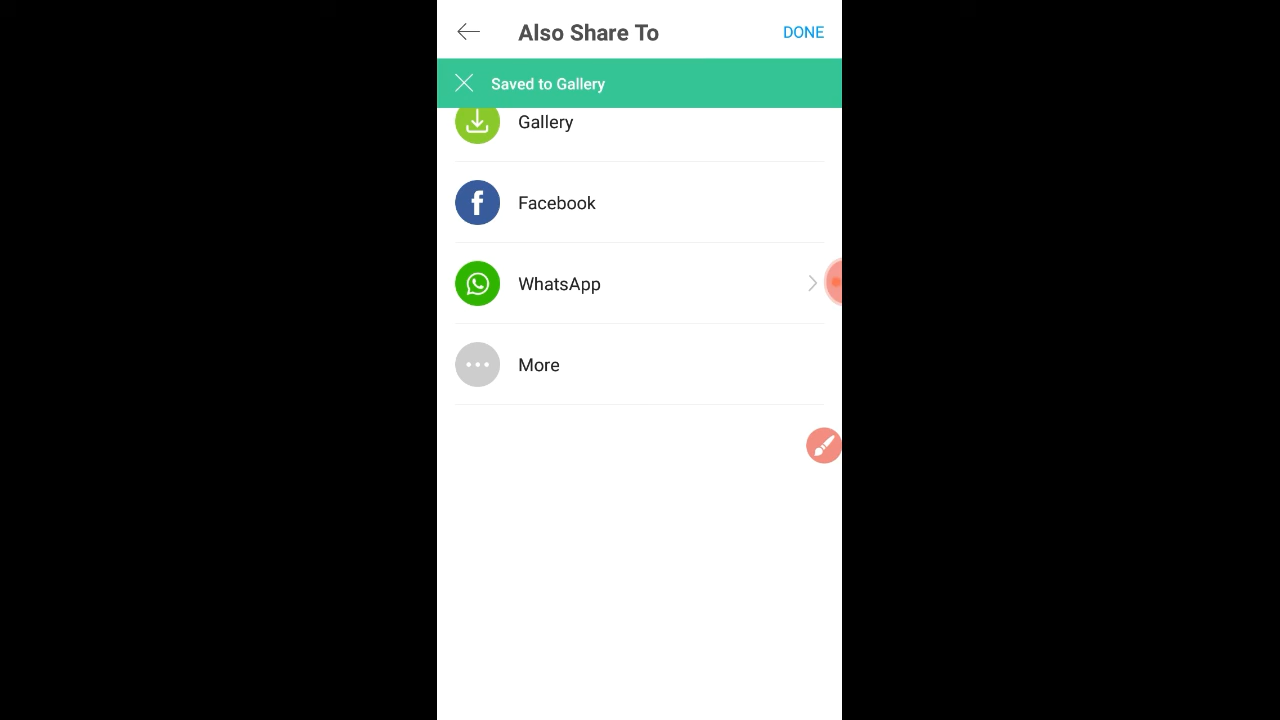 Also Share To
DONE
Saved to Gallery
Gallery
Facebook
WhatsApp
More